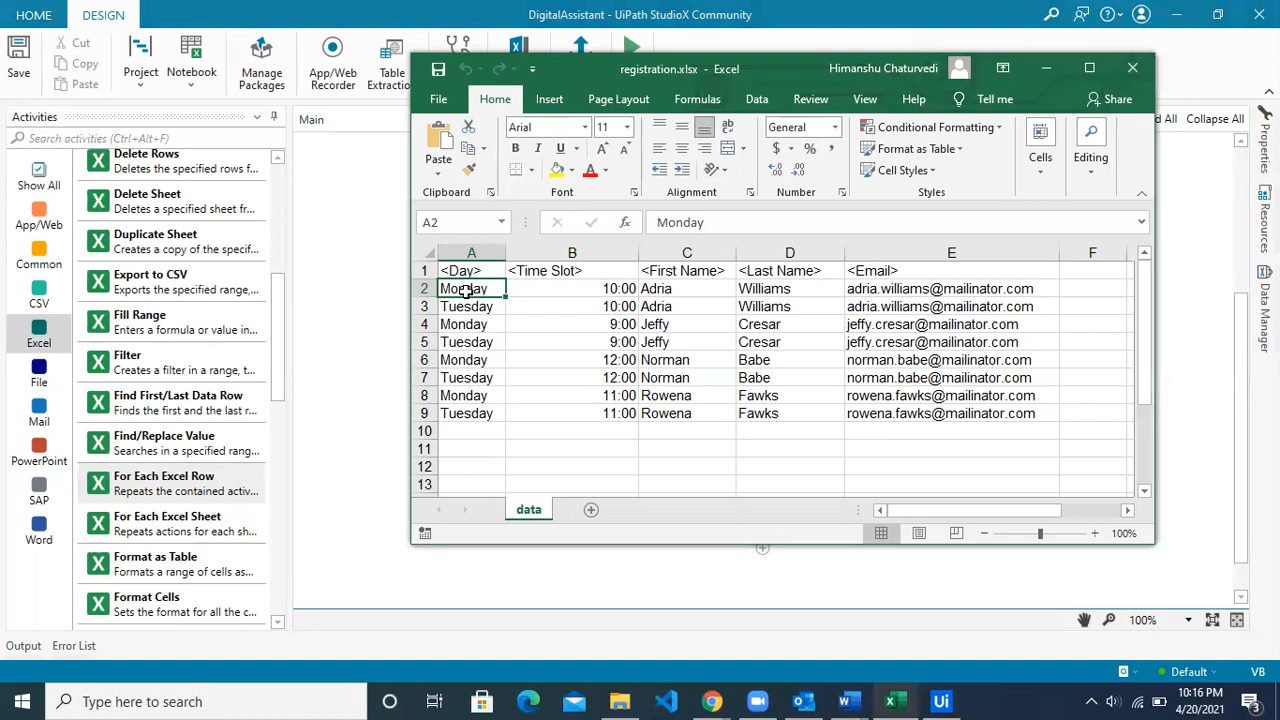 HOME
DESIGN
DigitalAssistant - UiPath StudioX Community
Save
Cut
Copy
Paste
Project
Notebook
Manage Packages
App/Web Recorder
Table Extraction
Activities
Search activities (Ctrl+Alt+F)
Show All
App/Web
Common
CSV
Excel
File
Mail
PowerPoint
SAP
Word
Delete Rows
Deletes the specified rows f...
Delete Sheet
Deletes a specified sheet fr...
Duplicate Sheet
Creates a copy of the specif...
Export to CSV
Exports the specified range,...
Fill Range
Enters a formula or value in...
Filter
Creates a filter in a range, t...
Find First/Last Data Row
Finds the first and the last r...
Find/Replace Value
Searches in a specified rang...
For Each Excel Row
Repeats the contained activ...
For Each Excel Sheet
Repeats actions for each sh...
Format as Table
Formats a range of cells as...
Format Cells
Sets the format for all the c...
Main
Collapse All
Properties
Resources
registration.xlsx - Excel
Himanshu Chaturvedi
File Home Insert Page Layout Formulas Data Review View Help Tell me Share
Paste
Arial 11
B I U
General
$ % ,
Conditional Formatting
Format as Table
Cell Styles
Cells
Editing
Clipboard Font Alignment Number Styles
A2 fx Monday
A B C D E F
1 <Day> <Time Slot> <First Name> <Last Name> <Email>
2 Monday 10:00 Adria Williams adria.williams@mailinator.com
3 Tuesday 10:00 Adria Williams adria.williams@mailinator.com
4 Monday 9:00 Jeffy Cresar jeffy.cresar@mailinator.com
5 Tuesday 9:00 Jeffy Cresar jeffy.cresar@mailinator.com
6 Monday 12:00 Norman Babe norman.babe@mailinator.com
7 Tuesday 12:00 Norman Babe norman.babe@mailinator.com
8 Monday 11:00 Rowena Fawks rowena.fawks@mailinator.com
9 Tuesday 11:00 Rowena Fawks rowena.fawks@mailinator.com
10
11
12
13
data
100%
100%
Output Error List
Default VB
Type here to search
10:16 PM
4/20/2021